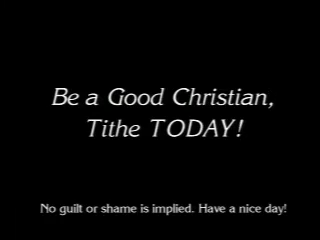 Be a Good Christian,
Tithe TODAY!
No guilt or shame is implied. Have a nice day!